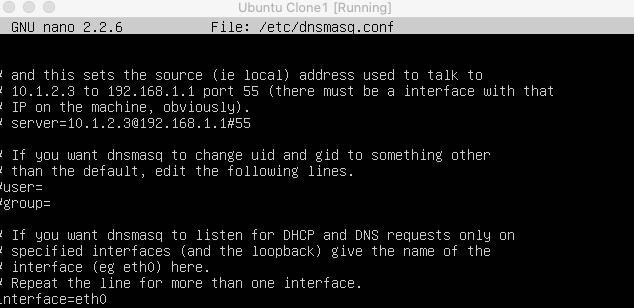 Ubuntu Clone1 [Running]
GNU nano 2.2.6 File: /etc/dnsmasq.conf
# and this sets the source (ie local) address used to talk to
# 10.1.2.3 to 192.168.1.1 port 55 (there must be a interface with that
# IP on the machine, obviously).
# server=10.1.2.3@192.168.1.1#55
# If you want dnsmasq to change uid and gid to something other
# than the default, edit the following lines.
#user=
#group=
# If you want dnsmasq to listen for DHCP and DNS requests only on
# specified interfaces (and the loopback) give the name of the
# interface (eg eth0) here.
# Repeat the line for more than one interface.
interface=eth0